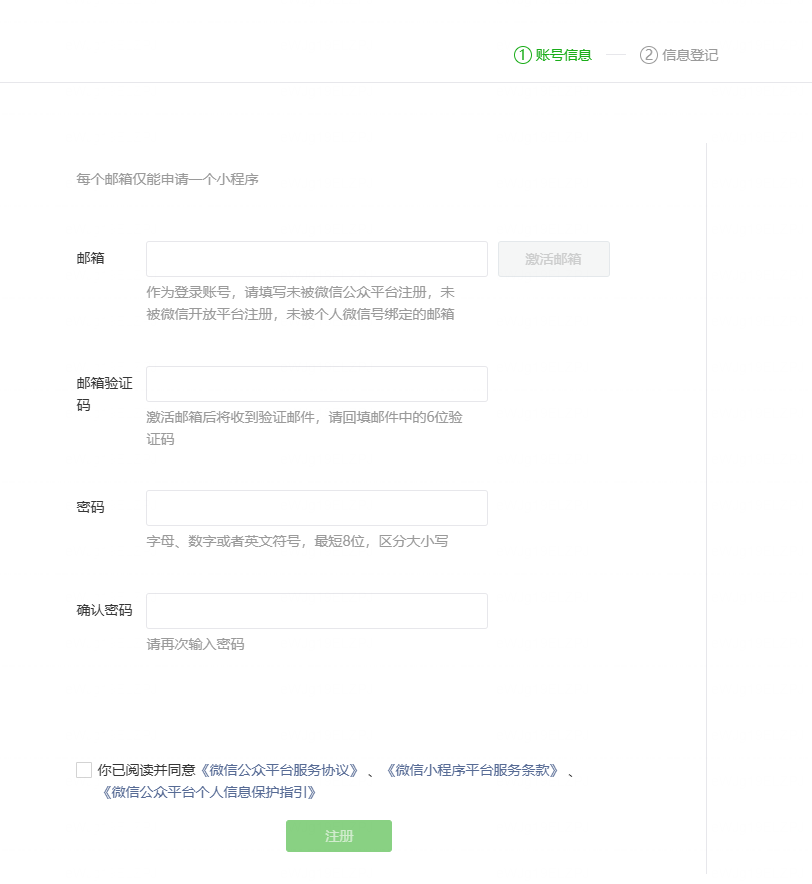 ① 账号信息 — ② 信息登记
每个邮箱仅能申请一个小程序
邮箱 激活邮箱
作为登录账号，请填写未被微信公众平台注册，未
被微信开放平台注册，未被个人微信号绑定的邮箱
邮箱验证
码
激活邮箱后将收到验证邮件，请回填邮件中的6位验
证码
密码
字母、数字或者英文符号，最短8位，区分大小写
确认密码
请再次输入密码
你已阅读并同意《微信公众平台服务协议》、《微信小程序平台服务条款》、
《微信公众平台个人信息保护指引》
注册